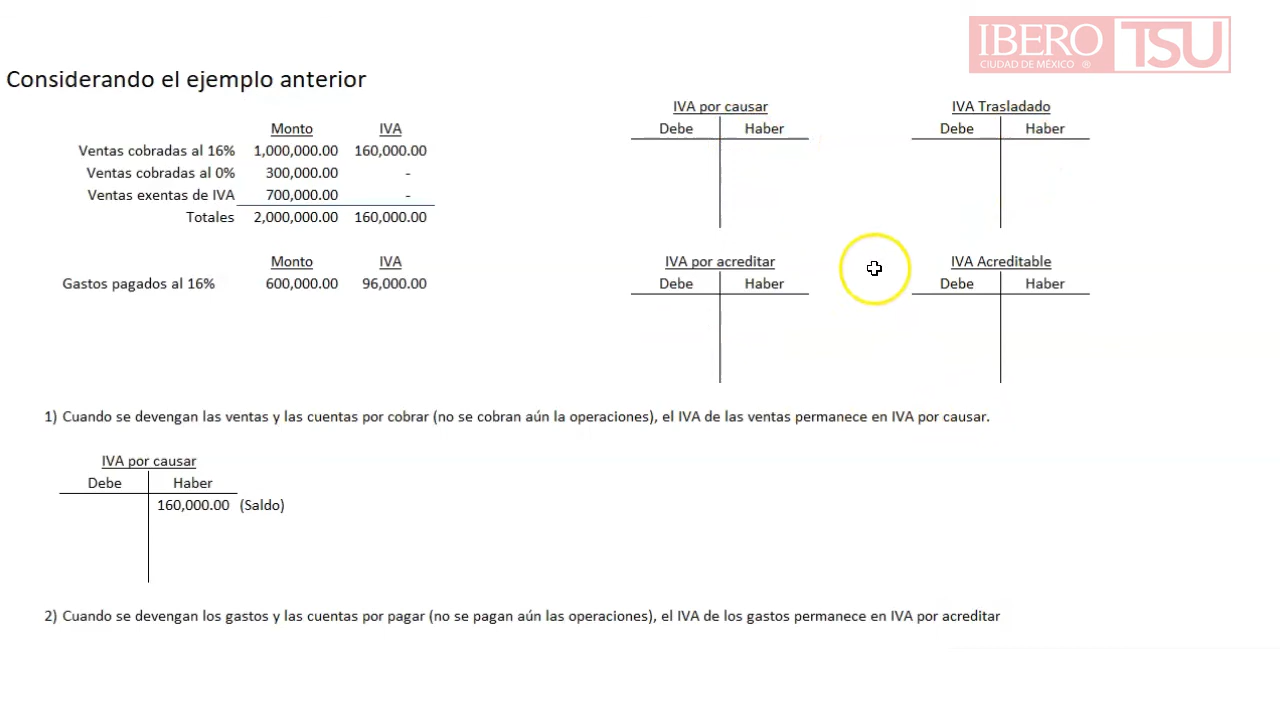 IBERO TSU
CIUDAD DE MÉXICO ®
Considerando el ejemplo anterior
Monto IVA
Ventas cobradas al 16% 1,000,000.00 160,000.00
Ventas cobradas al 0% 300,000.00 -
Ventas exentas de IVA 700,000.00 -
Totales 2,000,000.00 160,000.00
Monto IVA
Gastos pagados al 16% 600,000.00 96,000.00
IVA por causar
Debe Haber
IVA Trasladado
Debe Haber
IVA por acreditar
Debe Haber
IVA Acreditable
Debe Haber
1) Cuando se devengan las ventas y las cuentas por cobrar (no se cobran aún la operaciones), el IVA de las ventas permanece en IVA por causar.
IVA por causar
Debe Haber
160,000.00 (Saldo)
2) Cuando se devengan los gastos y las cuentas por pagar (no se pagan aún las operaciones), el IVA de los gastos permanece en IVA por acreditar